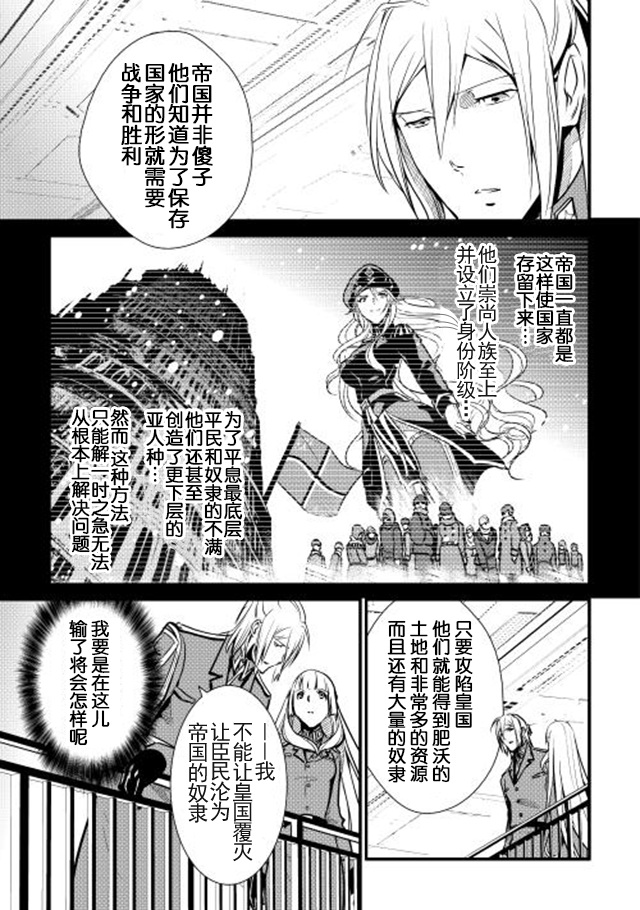 帝国并非傻子
他们知道为了保存
国家的形就需要
战争和胜利
帝国一直都是
这样使国家
存留下来…
他们崇尚人族至上
并设立了身份阶级…
为了平息最底层
平民和奴隶的不满
他们还甚至
创造了更下层的
亚人种…
然而 这种方法
只能解一时之急无法
从根本上解决问题
只要攻陷皇国
他们就能得到肥沃的
土地和非常多的资源
而且还有大量的奴隶
——我
不能让皇国覆灭
让臣民沦为
帝国的奴隶
我要是在这儿
输了将会怎样呢